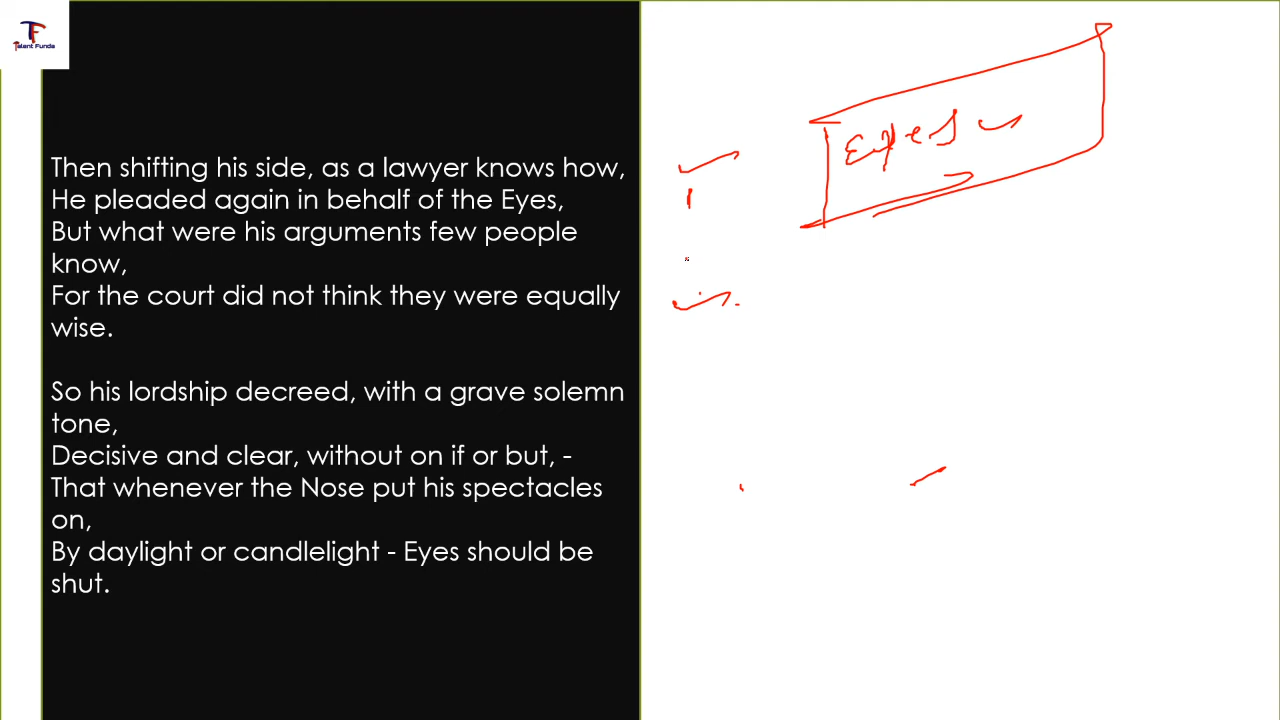 TF
Talent Funda
Then shifting his side, as a lawyer knows how,
He pleaded again in behalf of the Eyes,
But what were his arguments few people
know,
For the court did not think they were equally
wise.
So his lordship decreed, with a grave solemn
tone,
Decisive and clear, without on if or but, -
That whenever the Nose put his spectacles
on,
By daylight or candlelight - Eyes should be
shut.
Eyes